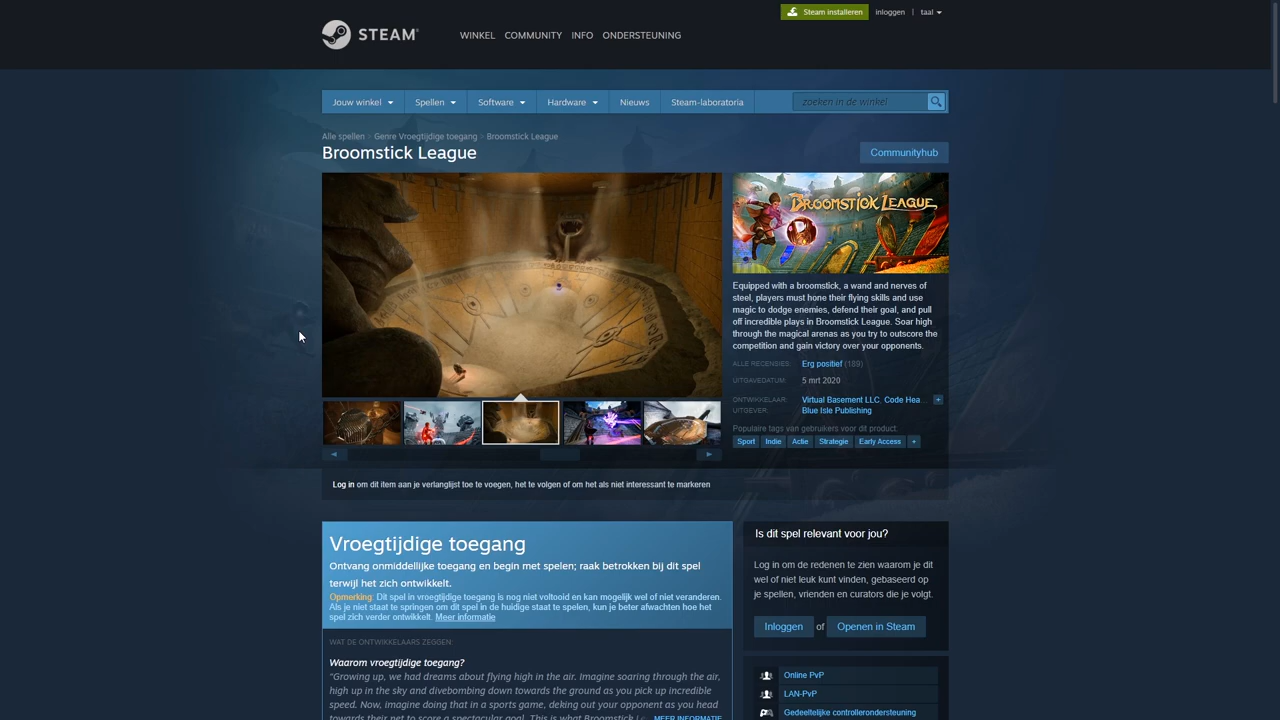 Steam installeren
inloggen | taal
STEAM®
WINKEL COMMUNITY INFO ONDERSTEUNING
Jouw winkel Spellen Software Hardware Nieuws Steam-laboratoria
zoeken in de winkel
Alle spellen > Genre Vroegtijdige toegang > Broomstick League
Broomstick League
Communityhub
BROOMSTICK LEAGUE
Equipped with a broomstick, a wand and nerves of
steel, players must hone their flying skills and use
magic to dodge enemies, defend their goal, and pull
off incredible plays in Broomstick League. Soar high
through the magical arenas as you try to outscore the
competition and gain victory over your opponents.
ALLE RECENSIES: Erg positief (189)
UITGAVEDATUM: 5 mrt 2020
ONTWIKKELAAR: Virtual Basement LLC, Code Hea... +
UITGEVER: Blue Isle Publishing
Populaire tags van gebruikers voor dit product:
Sport Indie Actie Strategie Early Access +
Log in om dit item aan je verlanglijst toe te voegen, het te volgen of om het als niet interessant te markeren
Vroegtijdige toegang
Ontvang onmiddellijke toegang en begin met spelen; raak betrokken bij dit spel
terwijl het zich ontwikkelt.
Opmerking: Dit spel in vroegtijdige toegang is nog niet voltooid en kan mogelijk wel of niet veranderen.
Als je niet staat te springen om dit spel in de huidige staat te spelen, kun je beter afwachten hoe het
spel zich verder ontwikkelt. Meer informatie
WAT DE ONTWIKKELAARS ZEGGEN:
Waarom vroegtijdige toegang?
"Growing up, we had dreams about flying high in the air. Imagine soaring through the air,
high up in the sky and divebombing down towards the ground as you pick up incredible
speed. Now, imagine doing that in a sports game, deking out your opponent as you head
towards their net to score a spectacular goal. This is what Broomstick MEER INFORMATIE
Is dit spel relevant voor jou?
Log in om de redenen te zien waarom je dit
wel of niet leuk kunt vinden, gebaseerd op
je spellen, vrienden en curators die je volgt.
Inloggen of Openen in Steam
Online PvP
LAN-PvP
Gedeeltelijke controllerondersteuning